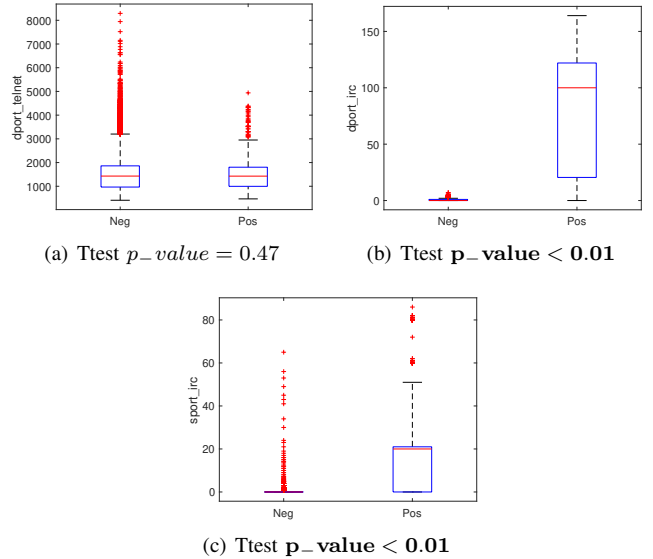 8000
7000
6000
5000
4000
3000
2000
1000
dport_telnet
Neg Pos
(a) Ttest p_value = 0.47
100
50
0
dport_irc
Neg Pos
(b) Ttest p_value < 0.01
80
60
40
20
0
sport_irc
Neg Pos
(c) Ttest p_value < 0.01